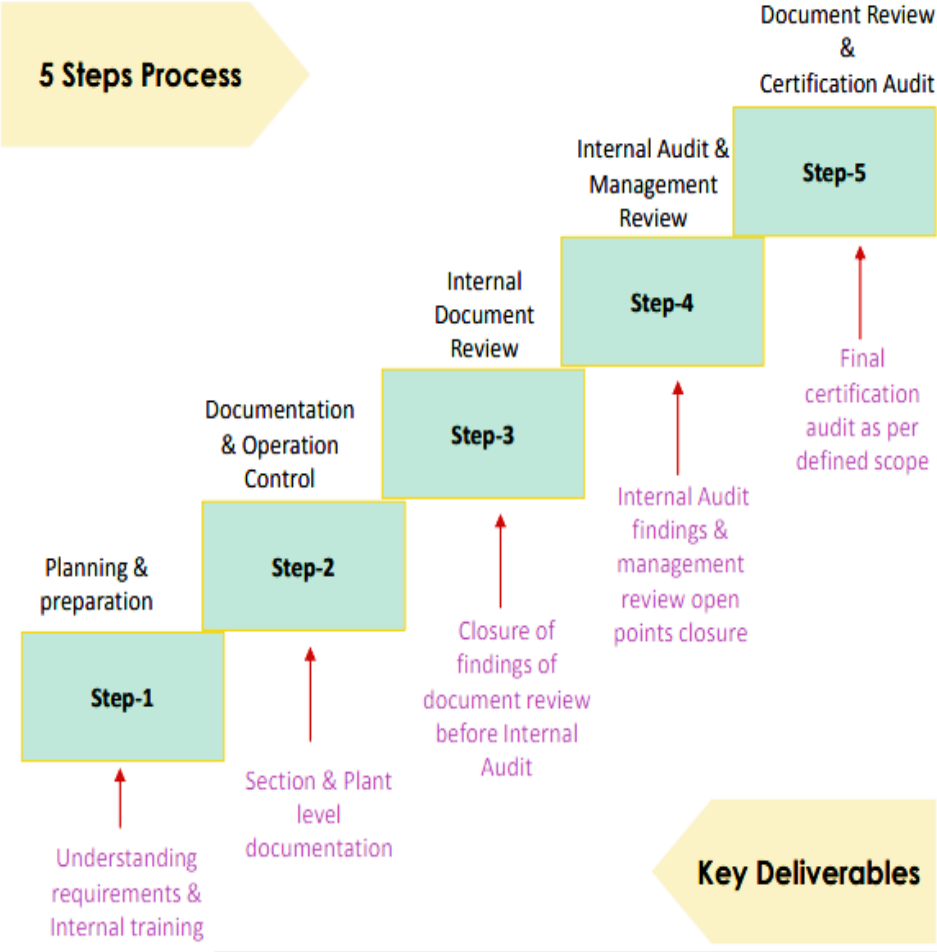 5 Steps Process
Document Review
&
Certification Audit
Step-5
Final
certification
audit as per
defined scope
Internal Audit &
Management
Review
Step-4
Internal Audit
findings &
management
review open
points closure
Internal
Document
Review
Step-3
Closure of
findings of
document review
before Internal
Audit
Documentation
& Operation
Control
Step-2
Section & Plant
level
documentation
Planning &
preparation
Step-1
Understanding
requirements &
Internal training
Key Deliverables